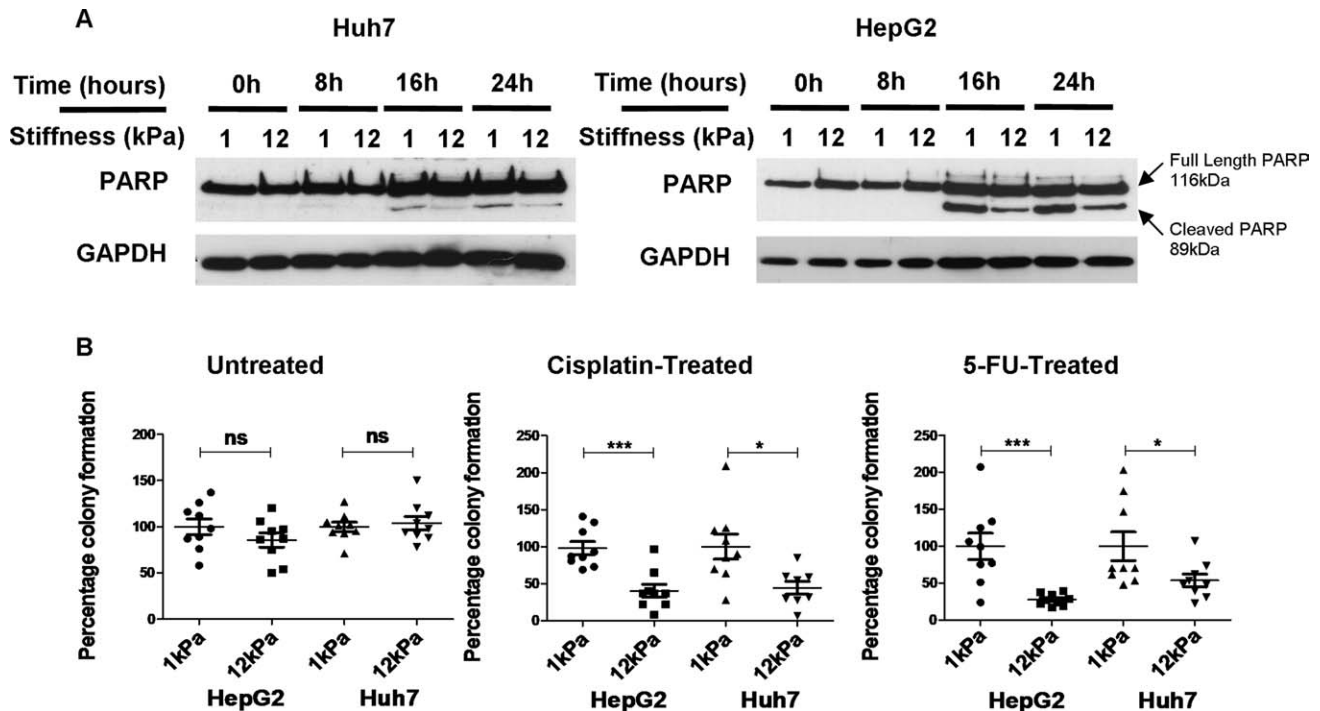 A
Huh7
HepG2
Time (hours) 0h 8h 16h 24h
Time (hours) 0h 8h 16h 24h
Stiffness (kPa) 1 12 1 12 1 12 1 12
Stiffness (kPa) 1 12 1 12 1 12 1 12
PARP
PARP
Full Length PARP
116kDa
Cleaved PARP
89kDa
GAPDH
GAPDH
B
Untreated
Percentage colony formation
200
150
100
50
0
ns
ns
1kPa
12kPa
1kPa
12kPa
HepG2
Huh7
Cisplatin-Treated
Percentage colony formation
250
200
150
100
50
0
***
*
1kPa
12kPa
1kPa
12kPa
HepG2
Huh7
5-FU-Treated
Percentage colony formation
250
200
150
100
50
0
***
*
1kPa
12kPa
1kPa
12kPa
HepG2
Huh7